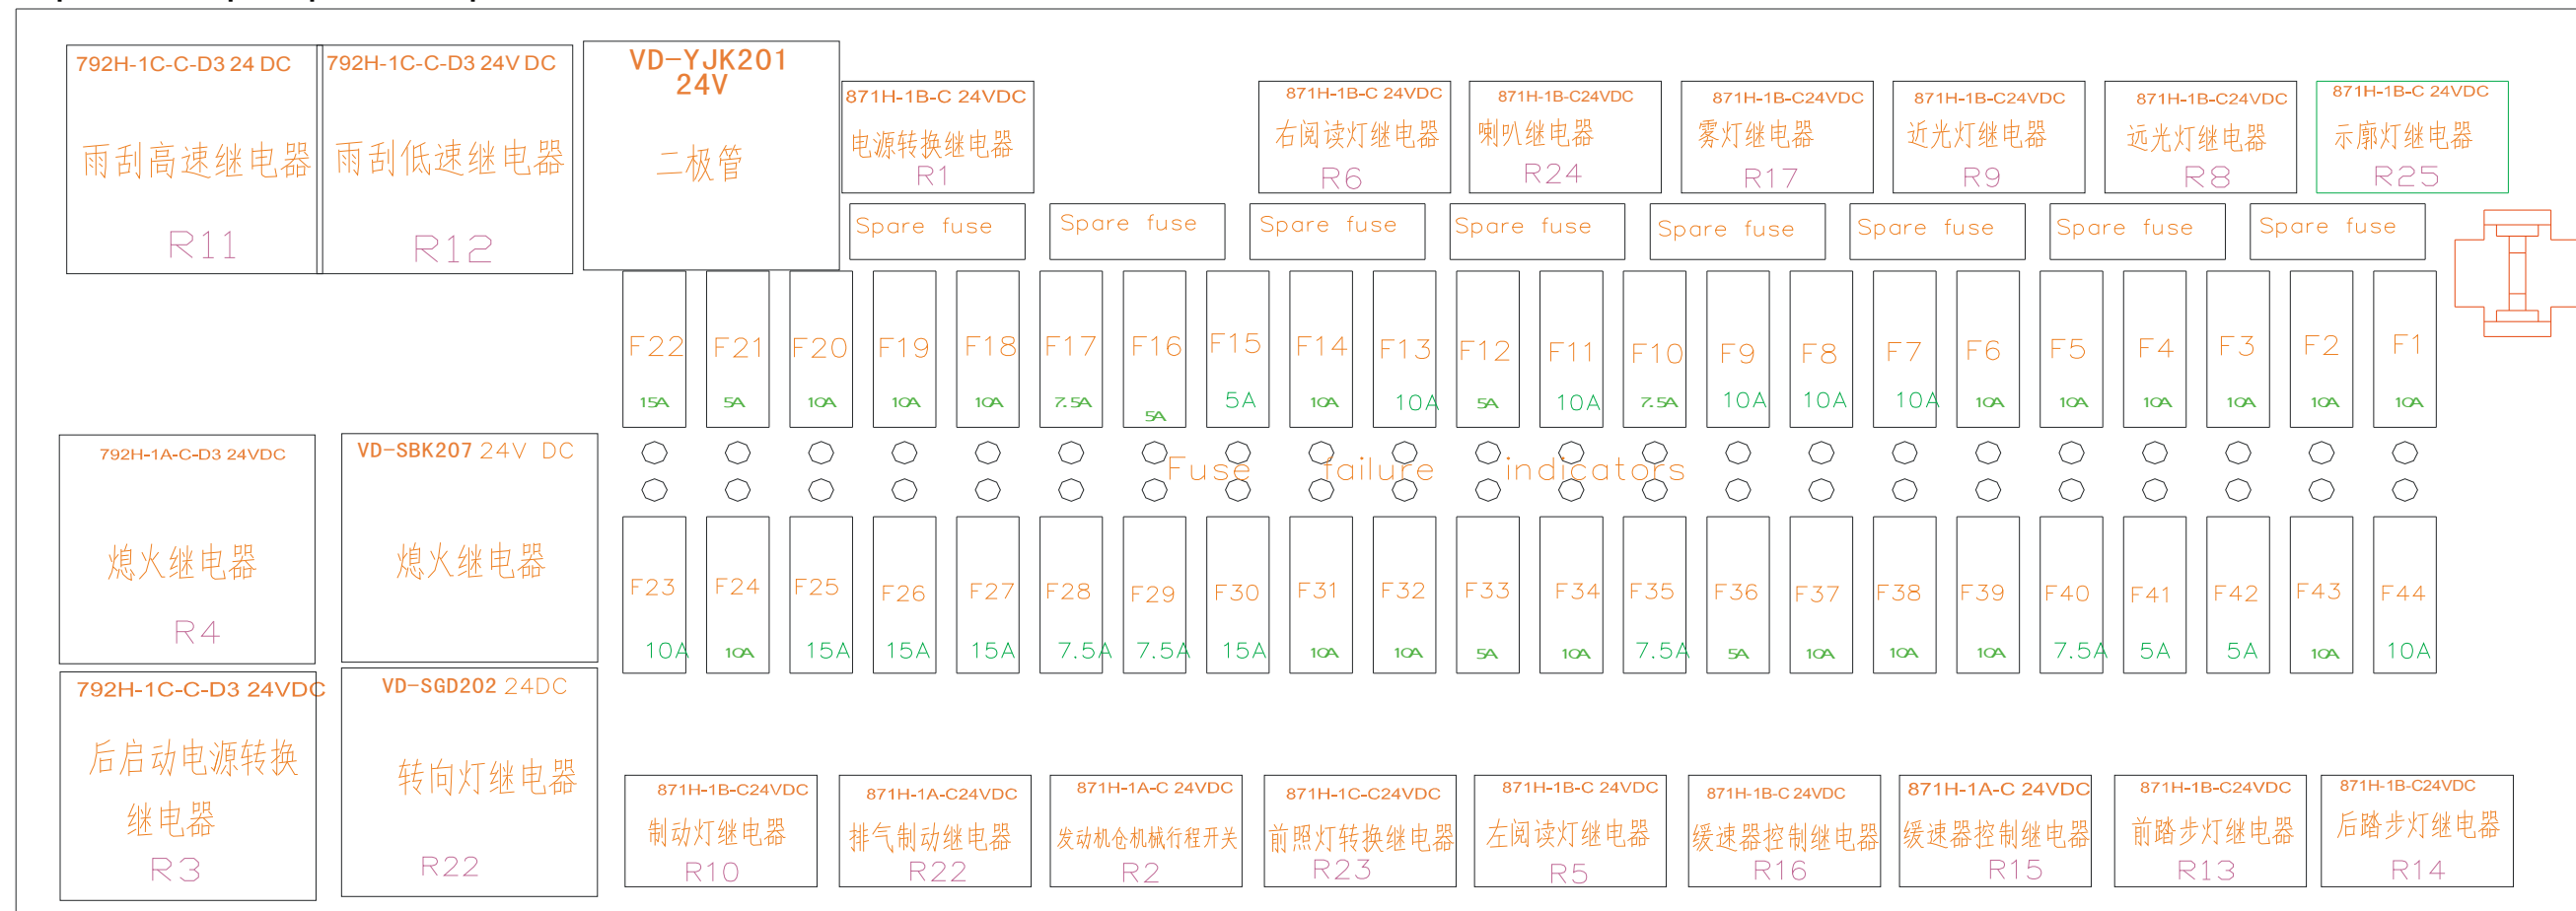 792H-1C-C-D3 24 DC
雨刮高速继电器
R11
792H-1C-C-D3 24V DC
雨刮低速继电器
R12
VD-YJK201
24V
二极管
871H-1B-C 24VDC
电源转换继电器
R1
871H-1B-C 24VDC
右阅读灯继电器
R6
871H-1B-C24VDC
喇叭继电器
R24
871H-1B-C24VDC
雾灯继电器
R17
871H-1B-C24VDC
近光灯继电器
R9
871H-1B-C24VDC
远光灯继电器
R8
871H-1B-C 24VDC
示廓灯继电器
R25
Spare fuse
Spare fuse
Spare fuse
Spare fuse
Spare fuse
Spare fuse
Spare fuse
Spare fuse
F22 F21 F20 F19 F18 F17 F16 F15 F14 F13 F12 F11 F10 F9 F8 F7 F6 F5 F4 F3 F2 F1
15A 5A 10A 10A 10A 7.5A 5A 5A 10A 10A 5A 10A 7.5A 10A 10A 10A 10A 10A 10A 10A 10A 10A
Fuse failure indicators
792H-1A-C-D3 24VDC
熄火继电器
R4
VD-SBK207 24V DC
熄火继电器
F23 F24 F25 F26 F27 F28 F29 F30 F31 F32 F33 F34 F35 F36 F37 F38 F39 F40 F41 F42 F43 F44
10A 10A 15A 15A 15A 7.5A 7.5A 15A 10A 10A 5A 10A 7.5A 5A 10A 10A 10A 7.5A 5A 5A 10A 10A
792H-1C-C-D3 24VDC
后启动电源转换
继电器
R3
VD-SGD202 24DC
转向灯继电器
R22
871H-1B-C24VDC
制动灯继电器
R10
871H-1A-C24VDC
排气制动继电器
R22
871H-1A-C 24VDC
发动机仓机械行程开关
R2
871H-1C-C24VDC
前照灯转换继电器
R23
871H-1B-C 24VDC
左阅读灯继电器
R5
871H-1B-C 24VDC
缓速器控制继电器
R16
871H-1A-C 24VDC
缓速器控制继电器
R15
871H-1B-C24VDC
前踏步灯继电器
R13
871H-1B-C24VDC
后踏步灯继电器
R14